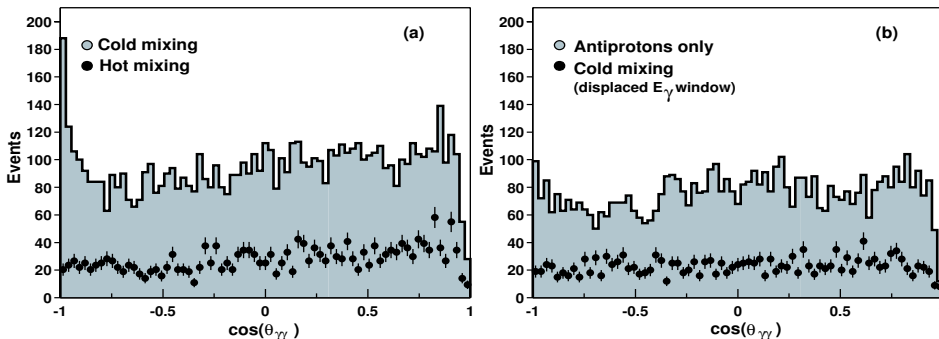 200
180
160
140
120
100
80
60
40
20
0
Events
(a)
Cold mixing
Hot mixing
-1 -0.5 0 0.5 1
cos(θγγ)
200
180
160
140
120
100
80
60
40
20
0
Events
(b)
Antiprotons only
Cold mixing
(displaced Eγ window)
-1 -0.5 0 0.5 1
cos(θγγ)